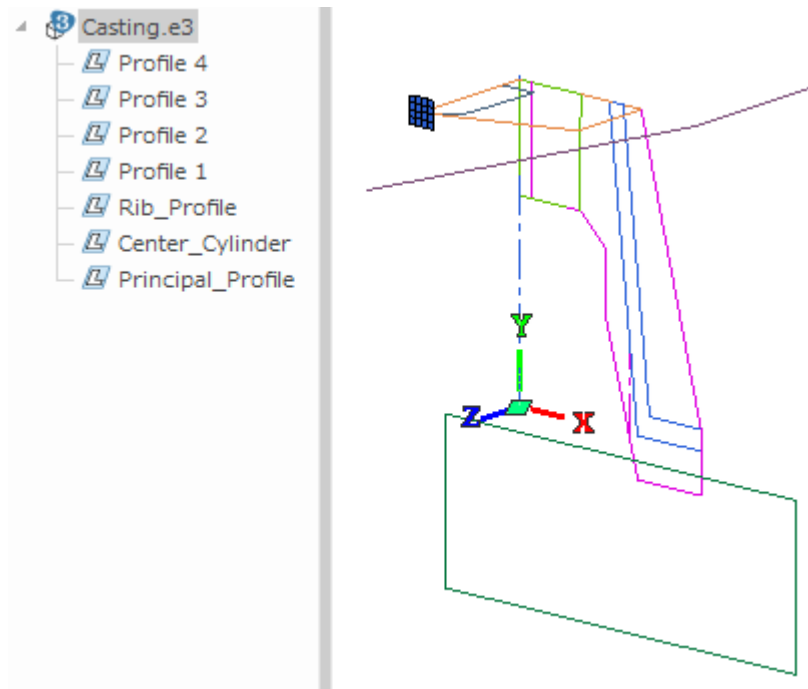 Casting.e3
Profile 4
Profile 3
Profile 2
Profile 1
Rib_Profile
Center_Cylinder
Principal_Profile
Y
Z
X